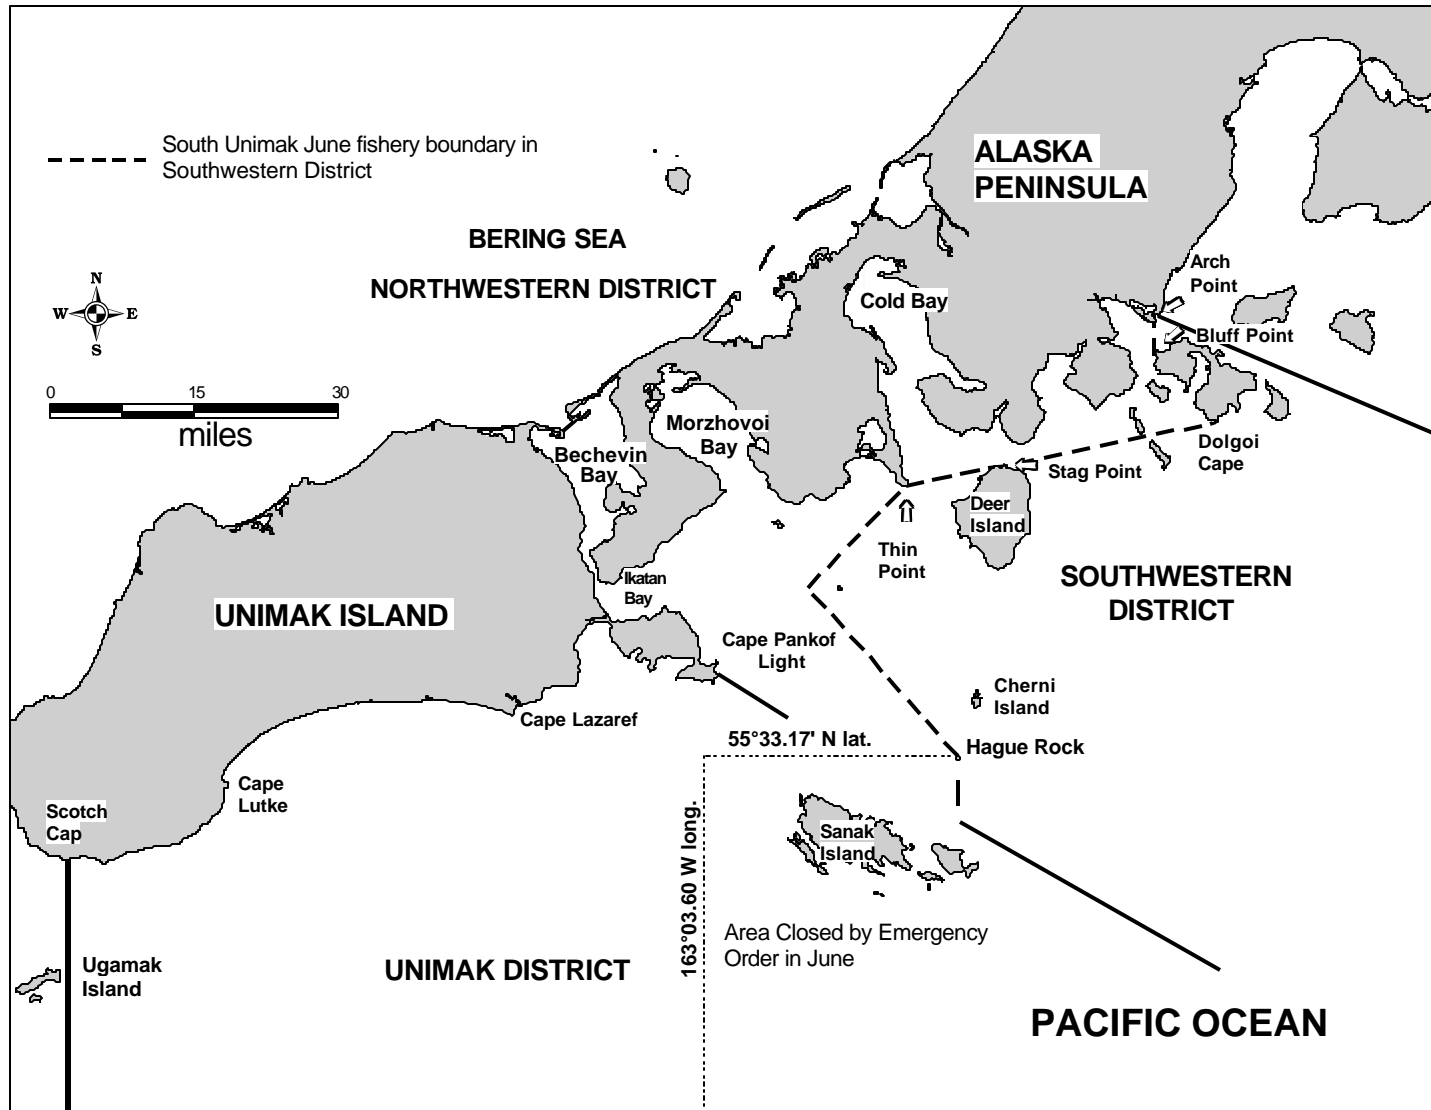 South Unimak June fishery boundary in
Southwestern District
ALASKA
PENINSULA
BERING SEA
NORTHWESTERN DISTRICT
N
W
E
S
0
15
30
miles
Cold Bay
Arch
Point
Bluff Point
Morzhovoi
Bay
Bechevin
Bay
Dolgoi
Cape
Stag Point
Deer
Island
Thin
Point
SOUTHWESTERN
DISTRICT
Ikatan
Bay
UNIMAK ISLAND
Cape Pankof
Light
Cherni
Island
Cape Lazaref
55°33.17' N lat.
Hague Rock
Cape
Lutke
Scotch
Cap
163°03.60 W long.
Sanak
Island
Area Closed by Emergency
Order in June
Ugamak
Island
UNIMAK DISTRICT
PACIFIC OCEAN